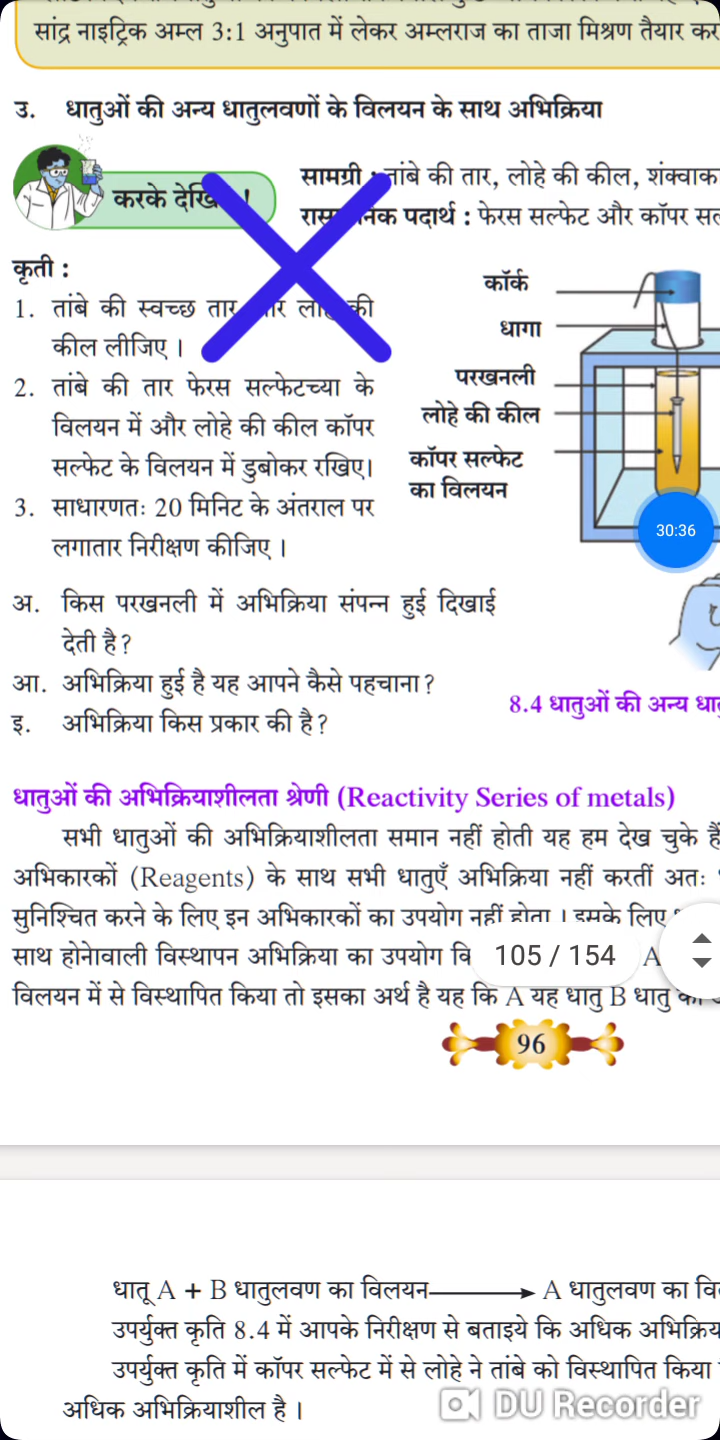 सांद्र नाइट्रिक अम्ल 3:1 अनुपात में लेकर अम्लराज का ताजा मिश्रण तैयार कर
उ. धातुओं की अन्य धातुलवणों के विलयन के साथ अभिक्रिया
करके देखि !
सामग्री : तांबे की तार, लोहे की कील,
पदार्थ : फेरस सल्फेट और कॉपर
कृती :
1. तांबे की स्वच्छ तार की
कील लीजिए ।
2. तांबे की तार फेरस सल्फेटच्या के
विलयन में और लोहे की कील कॉपर
सल्फेट के विलयन में डुबोकर रखिए।
3. साधारणतः 20 मिनिट के अंतराल पर
लगातार निरीक्षण कीजिए ।
कॉर्क
धागा
परखनली
लोहे की कील
कॉपर सल्फेट
का विलयन
30:36
अ. किस परखनली में अभिक्रिया संपन्न हुई दिखाई
देती है?
आ. अभिक्रिया हुई है यह आपने कैसे पहचाना?
इ. अभिक्रिया किस प्रकार की है?
8.4 धातुओं की अन्य
धातुओं की अभिक्रियाशीलता श्रेणी (Reactivity Series of metals)
सभी धातुओं की अभिक्रियाशीलता समान नहीं होती यह हम देख चुके हैं
अभिकारकों (Reagents) के साथ सभी धातुएँ अभिक्रिया नहीं करतीं अतः
सुनिश्चित करने के लिए इन अभिकारकों का उपयोग नहीं होता । इसके लिए
साथ होनेावाली विस्थापन अभिक्रिया का उपयोग A
105 / 154
विलयन में से विस्थापित किया तो इसका अर्थ है यह कि A यह धातु B धातु
96
धातू A + B धातुलवण का विलयन → A धातुलवण का
उपर्युक्त कृति 8.4 में आपके निरीक्षण से बताइये कि अधिक
उपर्युक्त कृति में कॉपर सल्फेट में से लोहे ने तांबे को विस्थापित किया
अधिक अभिक्रियाशील है ।
DU Recorder